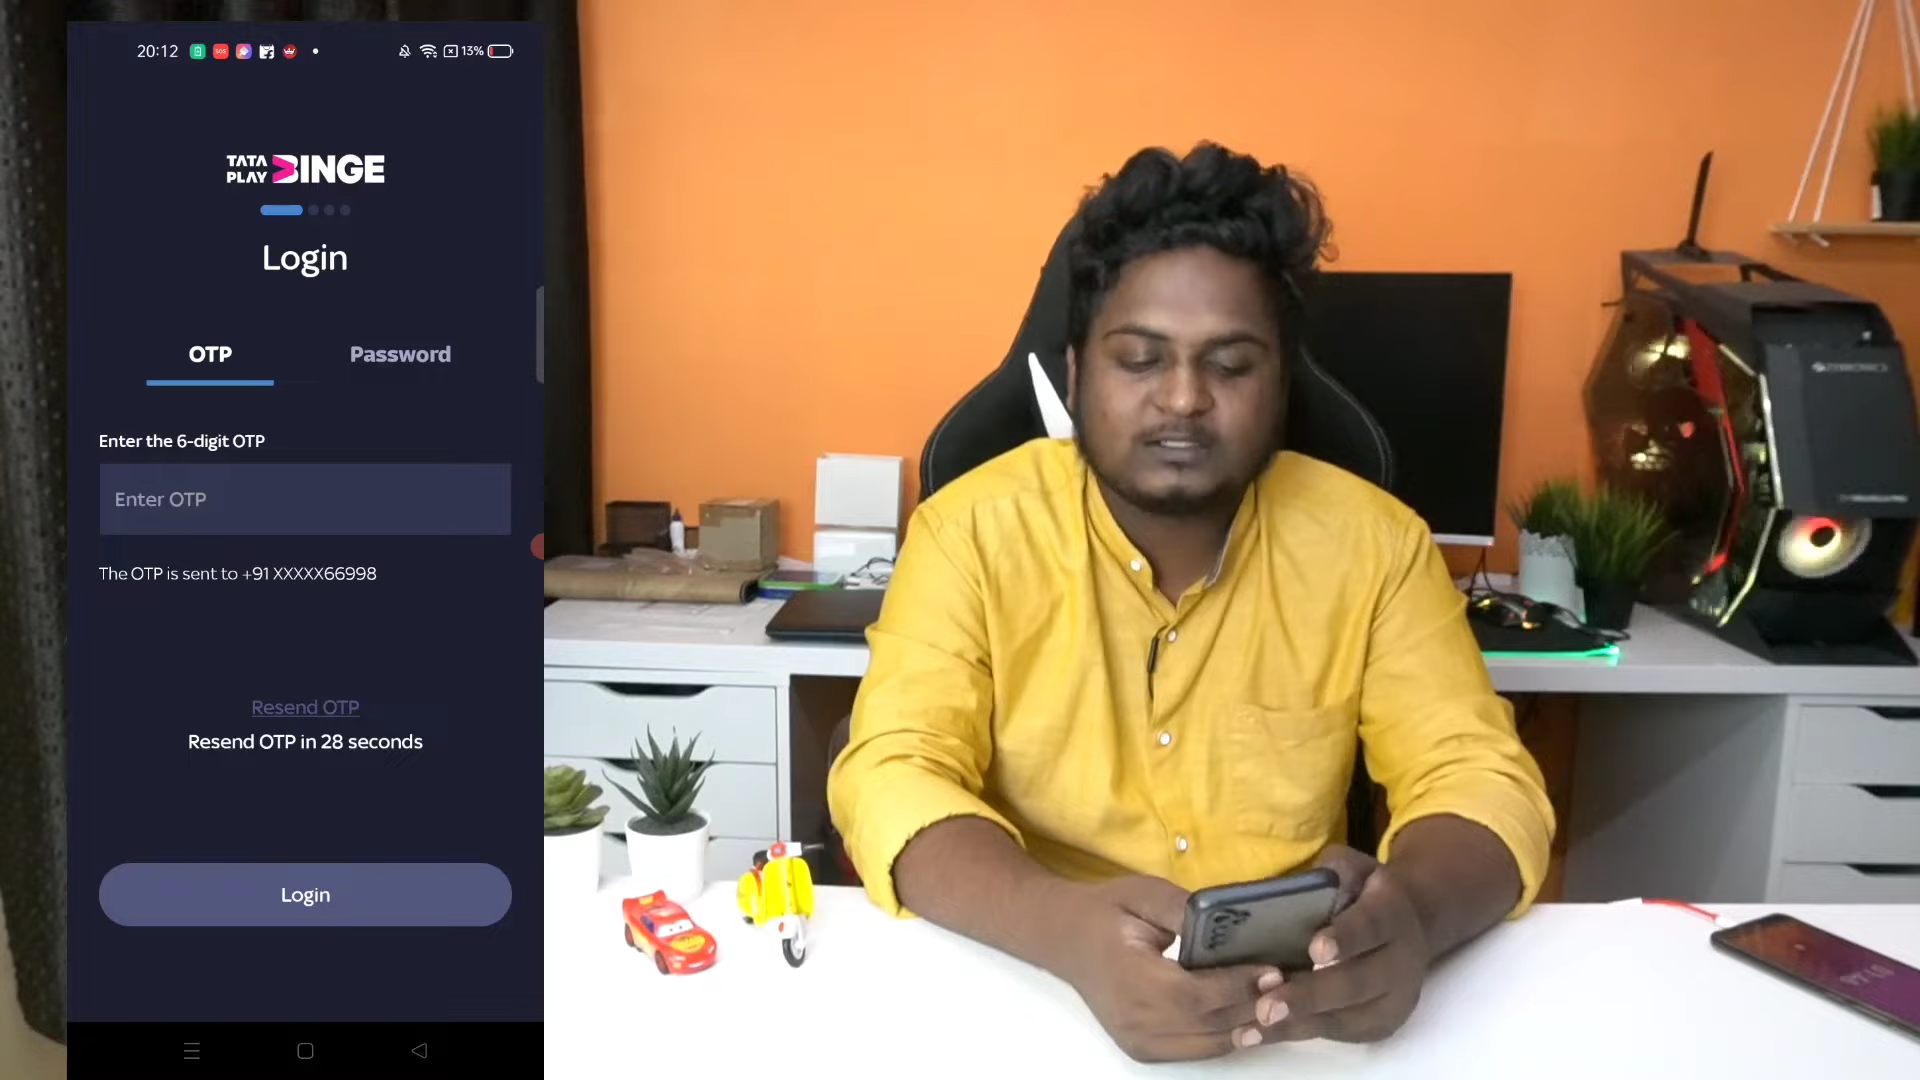 20:12
13%
TATA PLAY BINGE
Login
OTP
Password
Enter the 6-digit OTP
Enter OTP
The OTP is sent to +91 XXXXX66998
Resend OTP
Resend OTP in 28 seconds
Login